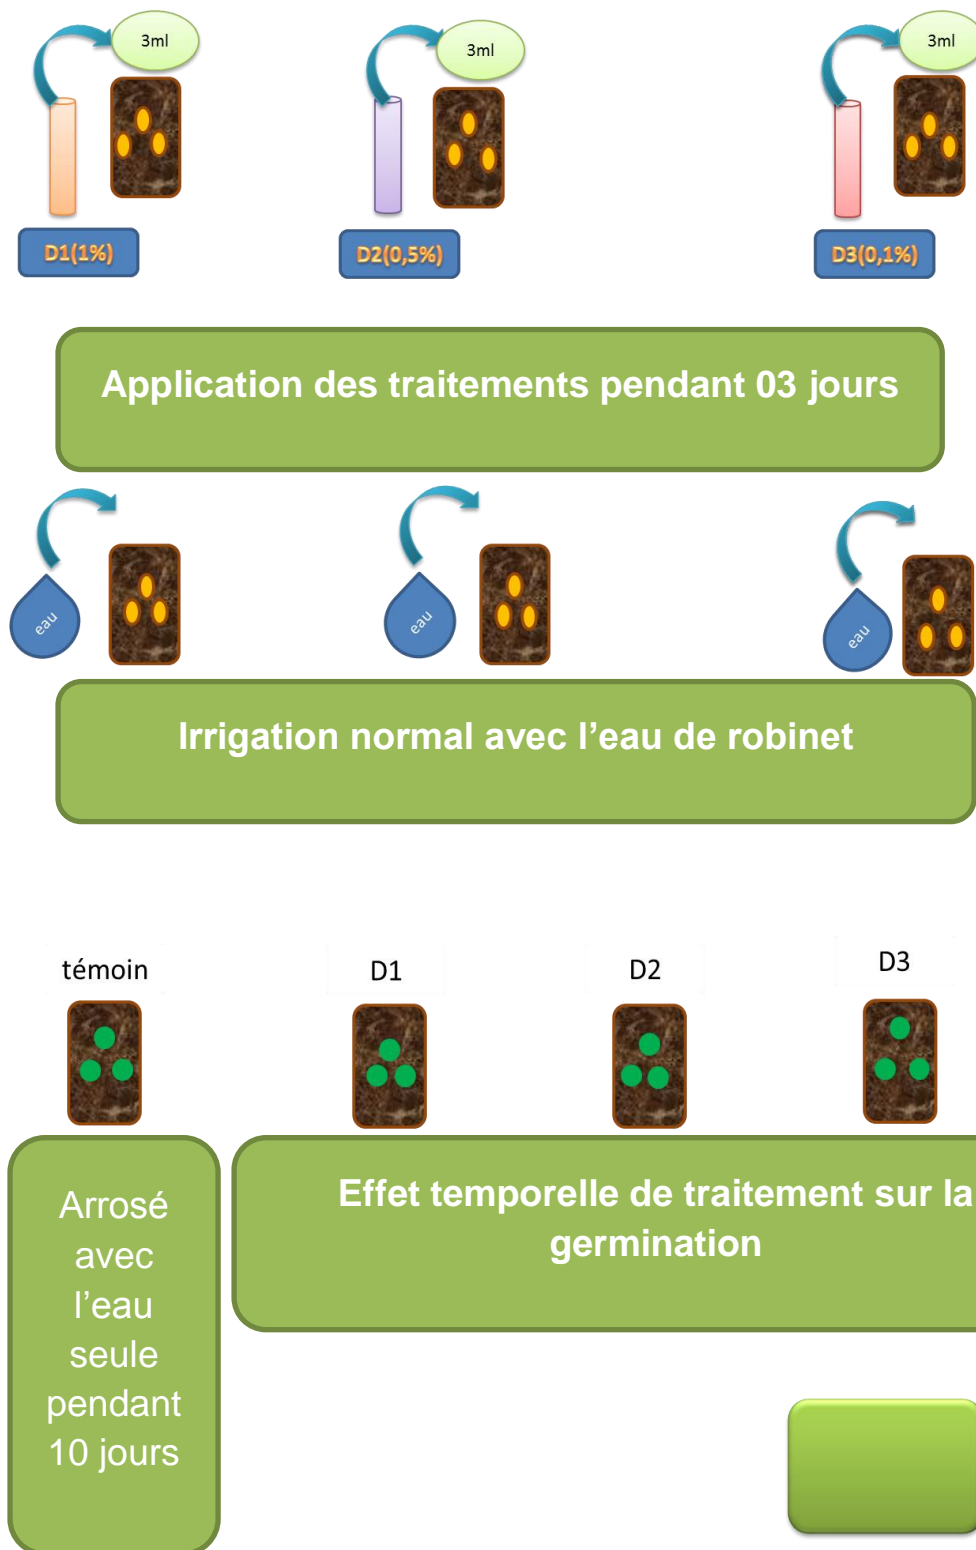 3ml
3ml
3ml
D1(1%)
D2(0,5%)
D3(0,1%)
Application des traitements pendant 03 jours
eau
eau
eau
Irrigation normal avec l'eau de robinet
témoin
D1
D2
D3
Arrosé
avec
l'eau
seule
pendant
10 jours
Effet temporelle de traitement sur la
germination